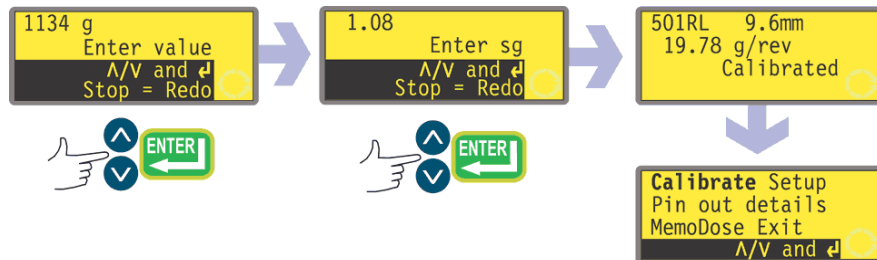 1134 g
Enter value
Λ/V and ↵
Stop = Redo
ENTER
1.08
Enter sg
Λ/V and ↵
Stop = Redo
ENTER
501RL 9.6mm
19.78 g/rev
Calibrated
Calibrate Setup
Pin out details
MemoDose Exit
Λ/V and ↵